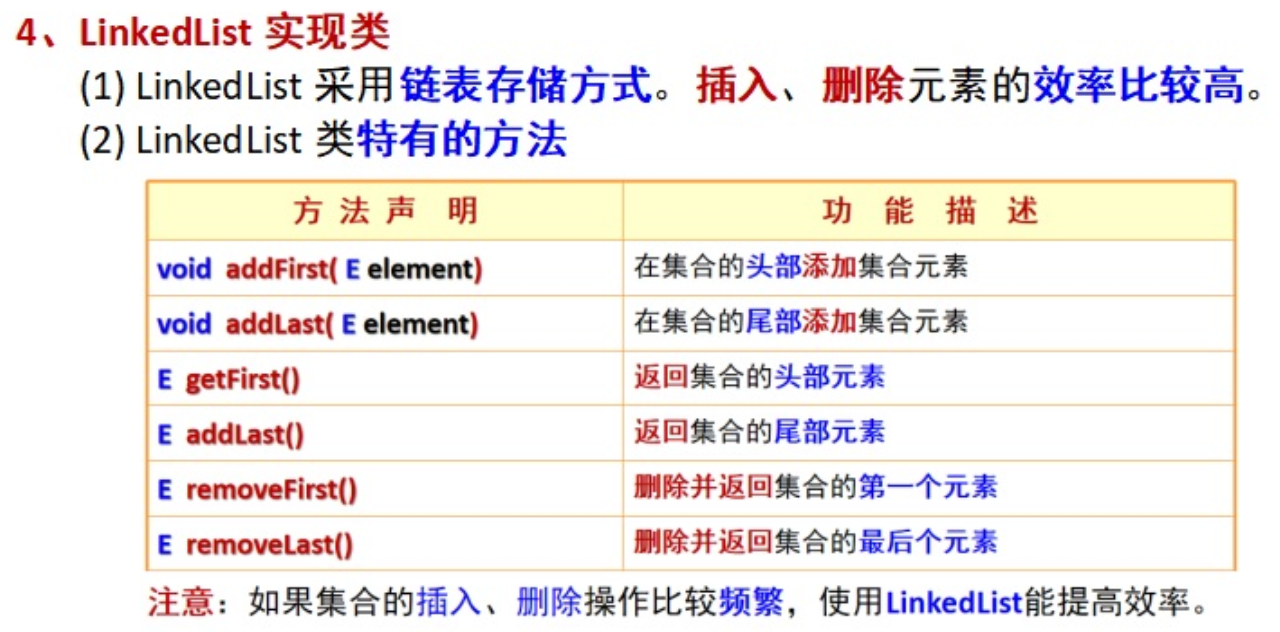 4、LinkedList 实现类
(1) LinkedList 采用链表存储方式。插入、删除元素的效率比较高。
(2) LinkedList 类特有的方法
方法声 明 功 能 描 述
void addFirst( E element) 在集合的头部添加集合元素
void addLast( E element) 在集合的尾部添加集合元素
E getFirst() 返回集合的头部元素
E addLast() 返回集合的尾部元素
E removeFirst() 删除并返回集合的第一个元素
E removeLast() 删除并返回集合的最后个元素
注意：如果集合的插入、删除操作比较频繁，使用LinkedList能提高效率。